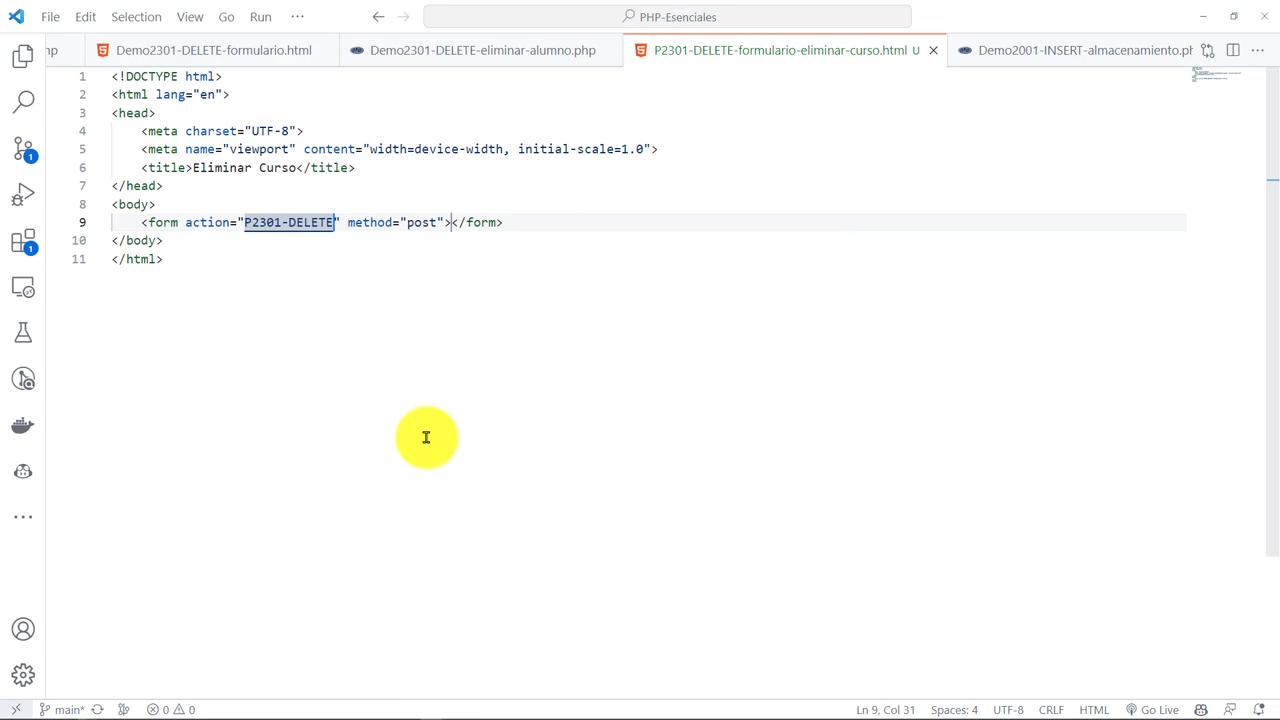 File Edit Selection View Go Run ··· PHP-Esenciales
hp Demo2301-DELETE-formulario.html Demo2301-DELETE-eliminar-alumno.php P2301-DELETE-formulario-eliminar-curso.html U Demo2001-INSERT-almacenamiento.ph
1 <!DOCTYPE html>
2 <html lang="en">
3 <head>
4     <meta charset="UTF-8">
5     <meta name="viewport" content="width=device-width, initial-scale=1.0">
6     <title>Eliminar Curso</title>
7 </head>
8 <body>
9     <form action="P2301-DELETE" method="post"></form>
10 </body>
11 </html>
1
1
main* 0 0 Ln 9, Col 31 Spaces: 4 UTF-8 CRLF HTML Go Live